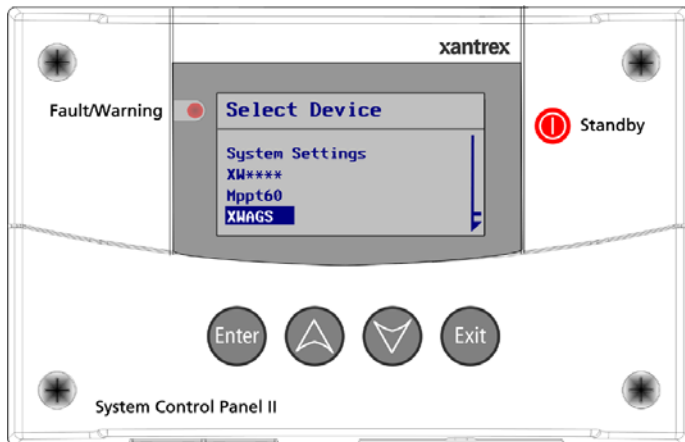 xantrex
Fault/Warning
Select Device
Standby
System Settings
XW****
Mppt60
XWAGS
Enter
Exit
System Control Panel II